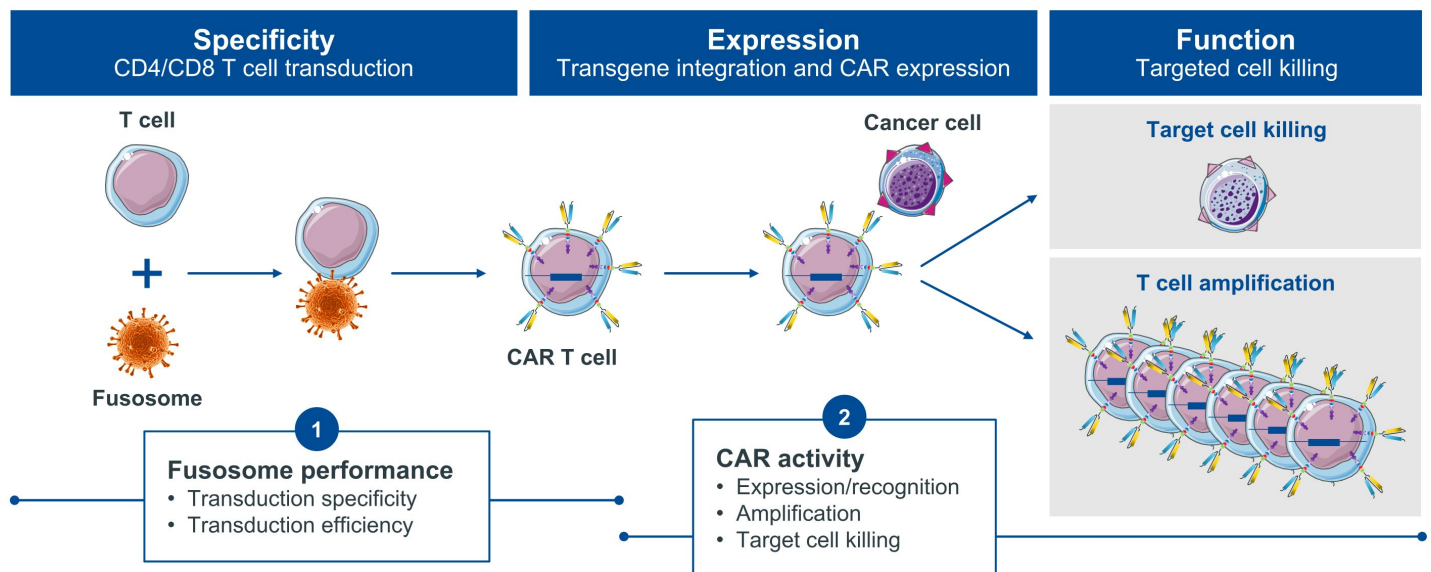 Specificity
CD4/CD8 T cell transduction
Expression
Transgene integration and CAR expression
Function
Targeted cell killing
T cell
Fusosome
CAR T cell
Cancer cell
Target cell killing
T cell amplification
1
Fusosome performance
• Transduction specificity
• Transduction efficiency
2
CAR activity
• Expression/recognition
• Amplification
• Target cell killing